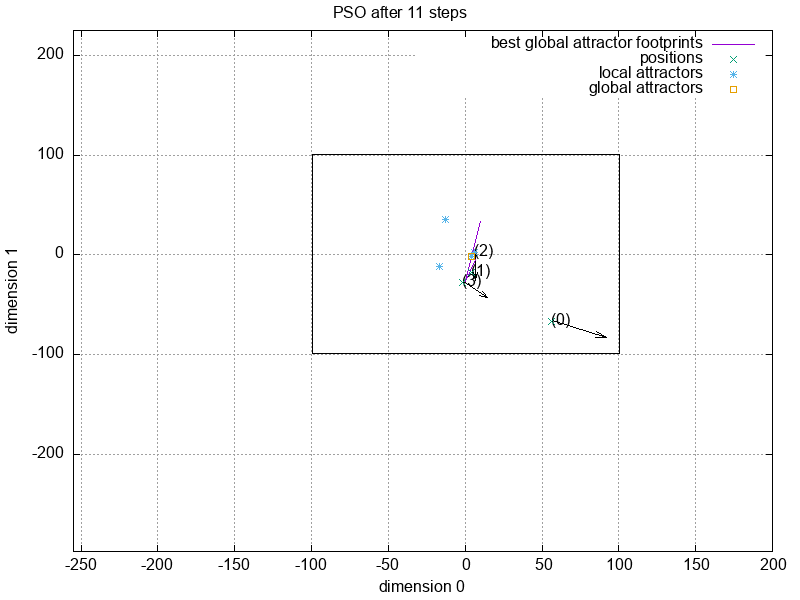 PSO after 11 steps
best global attractor footprints
positions
local attractors
global attractors
200
100
0
-100
-200
dimension 1
(2)
(1)
(3)
(0)
-250 -200 -150 -100 -50 0 50 100 150 200
dimension 0